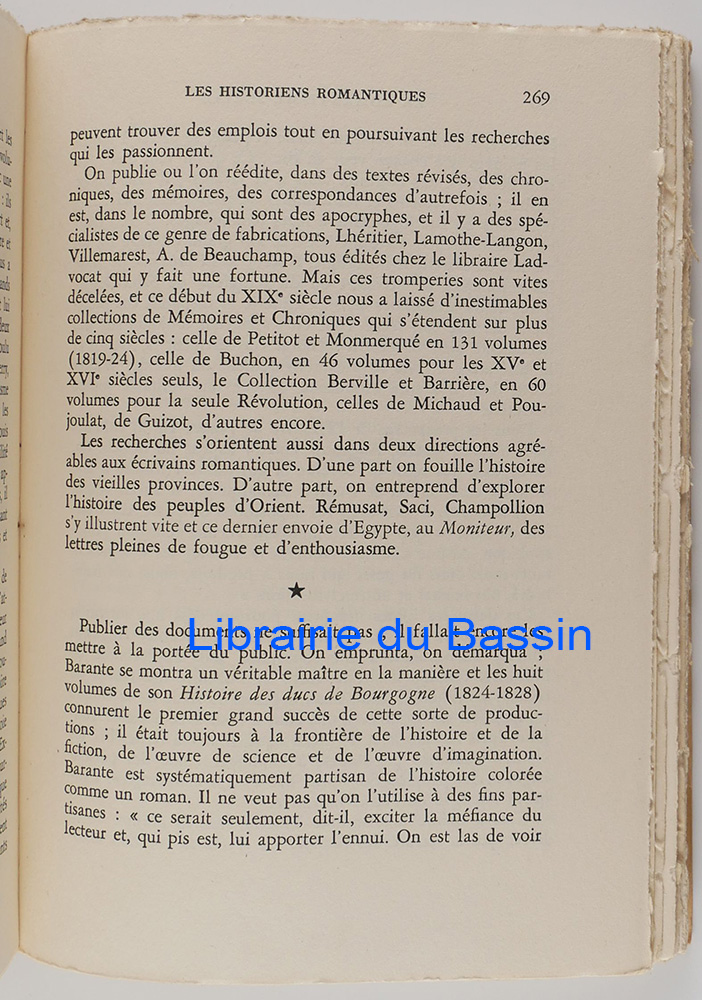 LES HISTORIENS ROMANTIQUES 269
peuvent trouver des emplois tout en poursuivant les recherches
qui les passionnent.
On publie ou l'on réédite, dans des textes révisés, des chro-
niques, des mémoires, des correspondances d'autrefois ; il en
est, dans le nombre, qui sont des apocryphes, et il y a des spé-
cialistes de ce genre de fabrications, Lhéritier, Lamothe-Langon,
Villemarest, A. de Beauchamp, tous édités chez le libraire Lad-
vocat qui y fait une fortune. Mais ces tromperies sont vites
décelées, et ce début du XIXe siècle nous a laissé d'inestimables
collections de Mémoires et Chroniques qui s'étendent sur plus
de cinq siècles : celle de Petitot et Monmerqué en 131 volumes
(1819-24), celle de Buchon, en 46 volumes pour les XVe et
XVIe siècles seuls, le Collection Berville et Barrière, en 60
volumes pour la seule Révolution, celles de Michaud et Pou-
joulat, de Guizot, d'autres encore.
Les recherches s'orientent aussi dans deux directions agré-
ables aux écrivains romantiques. D'une part on fouille l'histoire
des vieilles provinces. D'autre part, on entreprend d'explorer
l'histoire des peuples d'Orient. Rémusat, Saci, Champollion
s'y illustrent vite et ce dernier envoie d'Egypte, au Moniteur, des
lettres pleines de fougue et d'enthousiasme.
★
Publier des documents ne suffisait pas ; il fallait encore les
Librairie du Bassin
mettre à la portée du public. On emprunta, on démarqua ;
Barante se montra un véritable maître en la manière et les huit
volumes de son Histoire des ducs de Bourgogne (1824-1828)
connurent le premier grand succès de cette sorte de produc-
tions ; il était toujours à la frontière de l'histoire et de la
fiction, de l'œuvre de science et de l'œuvre d'imagination.
Barante est systématiquement partisan de l'histoire colorée
comme un roman. Il ne veut pas qu'on l'utilise à des fins par-
tisanes : « ce serait seulement, dit-il, exciter la méfiance du
lecteur et, qui pis est, lui apporter l'ennui. On est las de voir